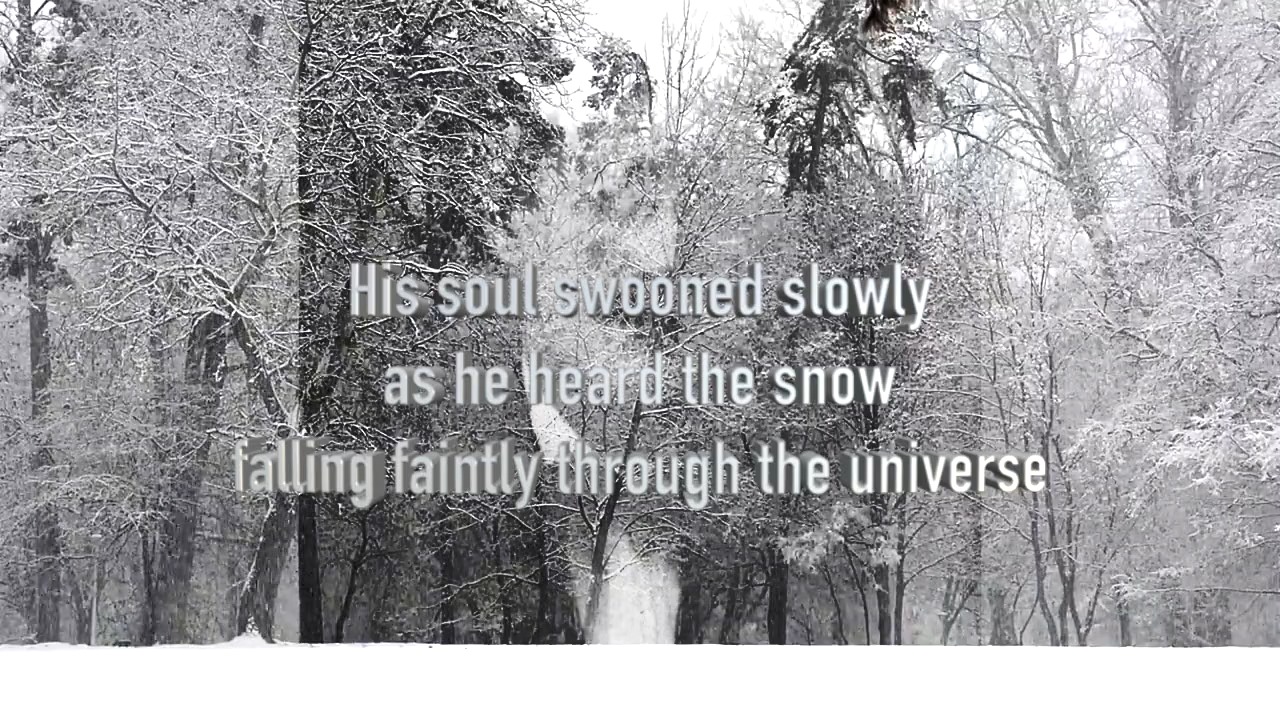 His soul swooned slowly
as he heard the snow
falling faintly through the universe